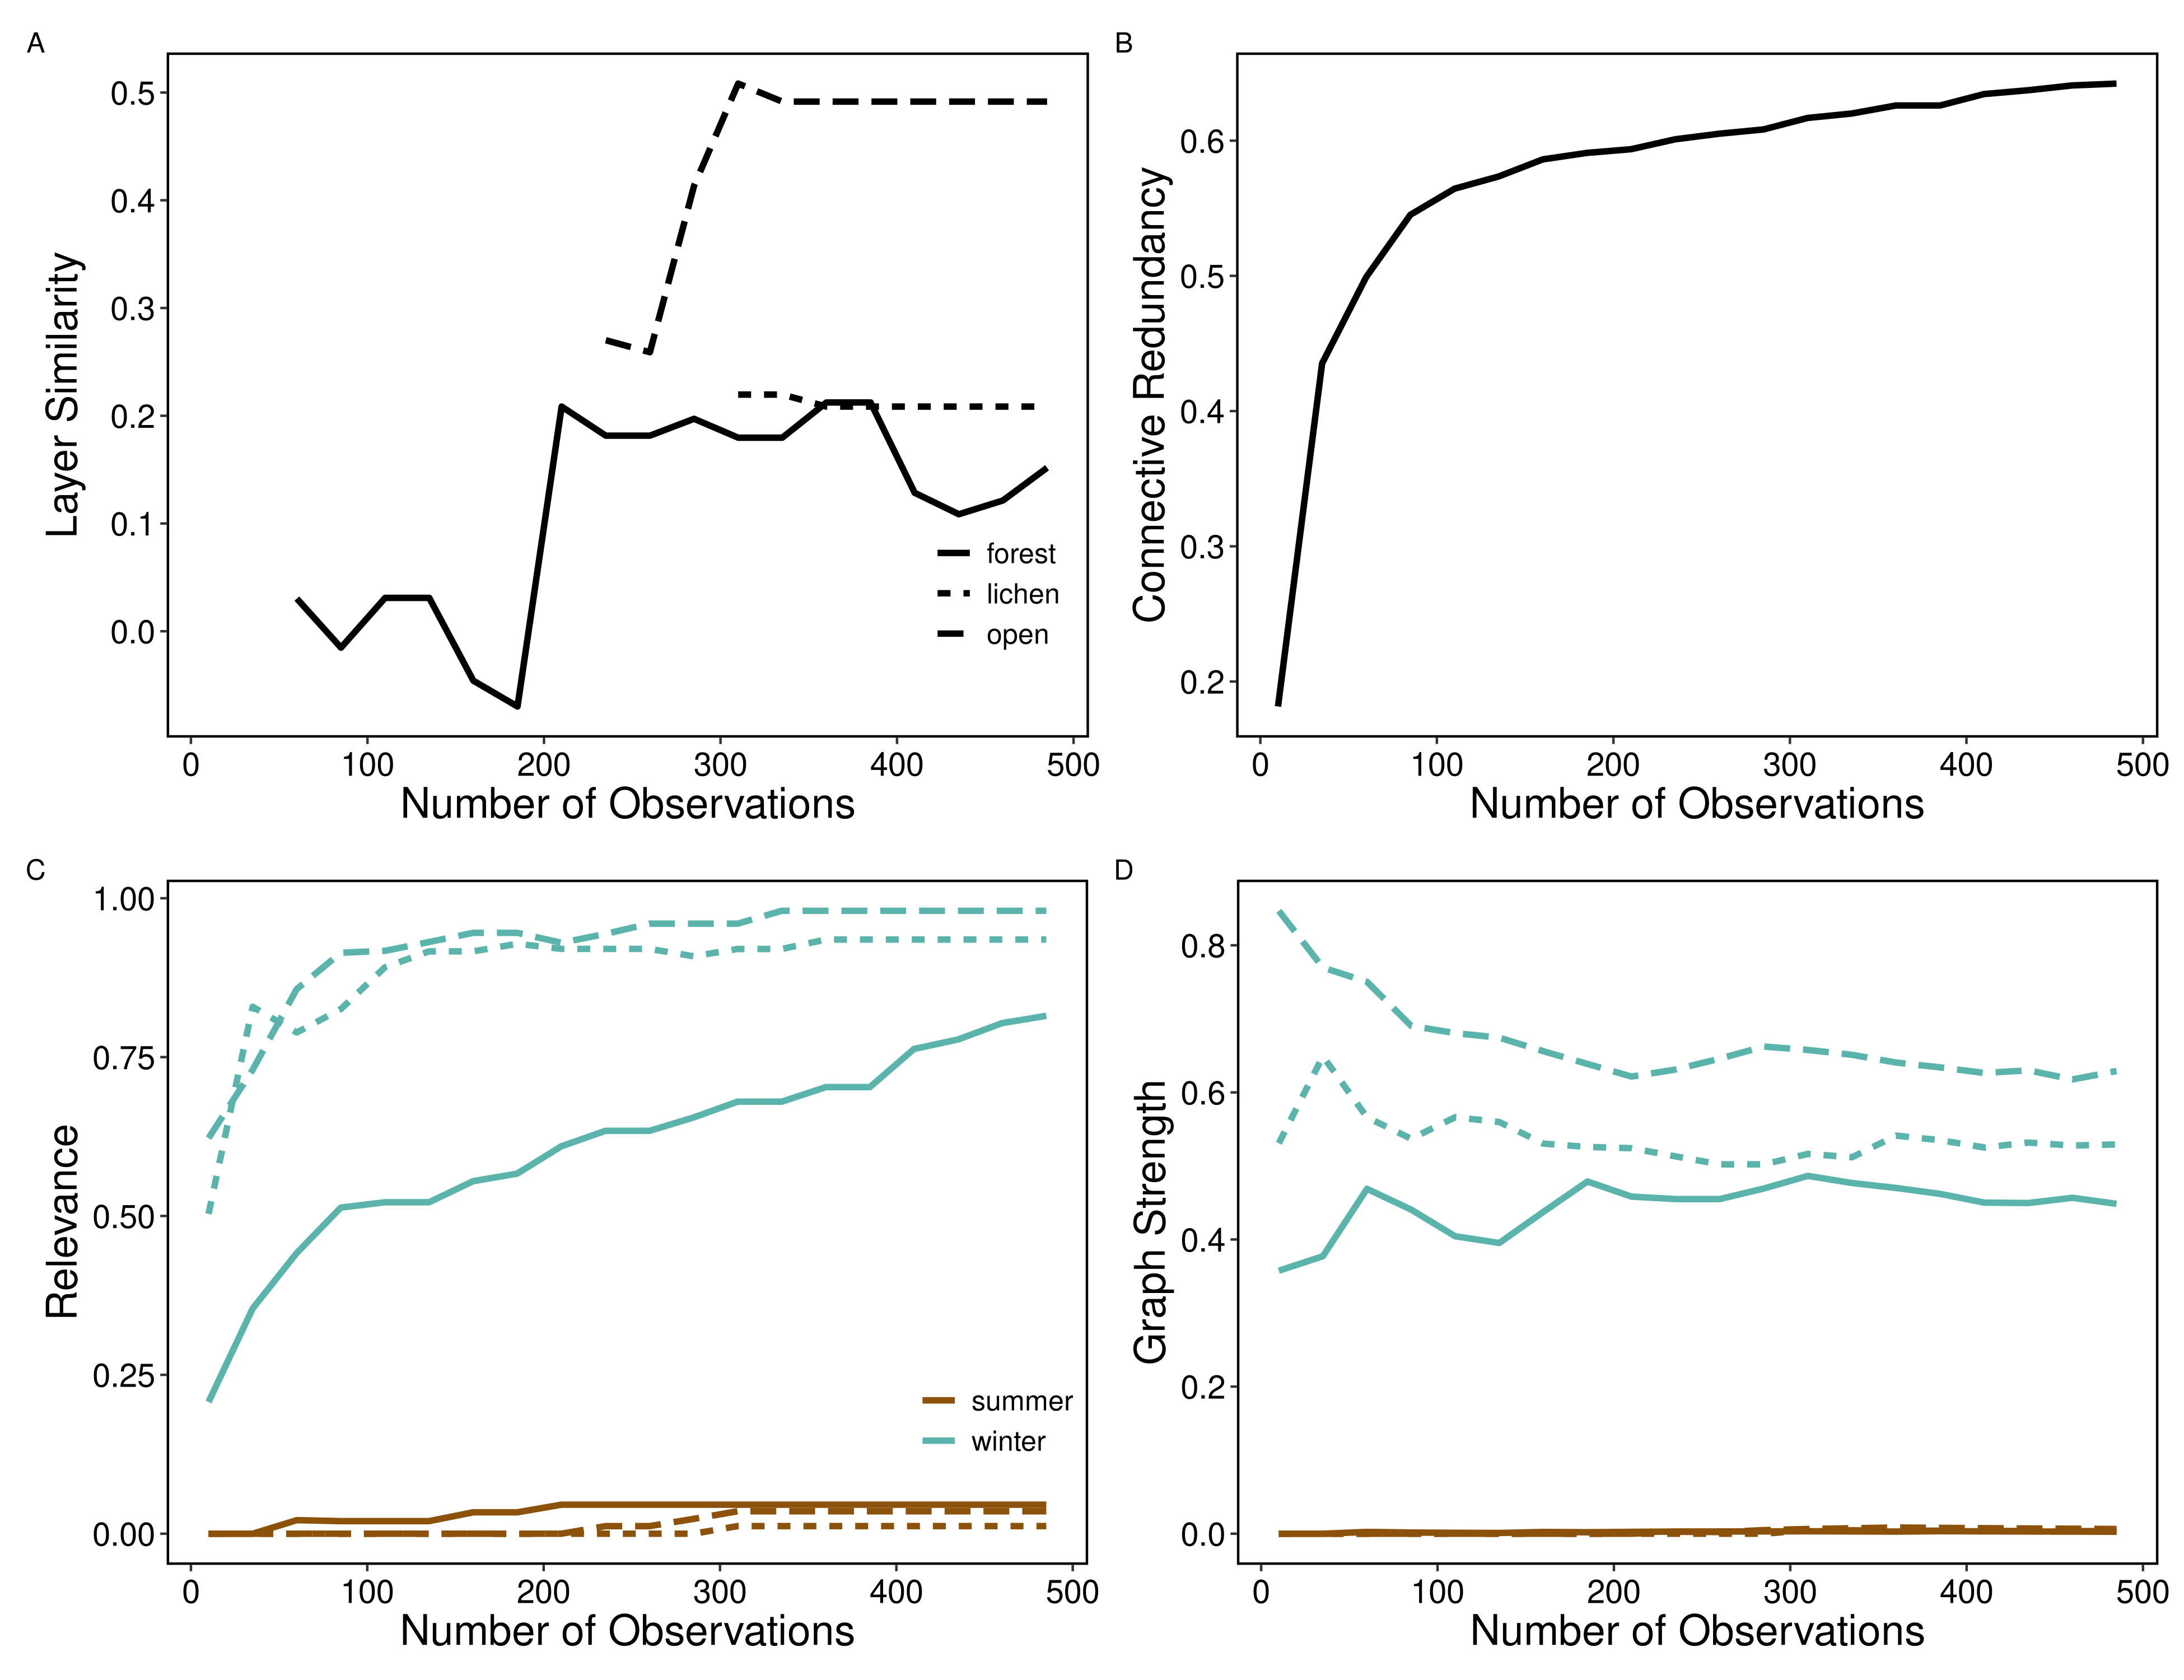 A
Layer Similarity
0.5
0.4
0.3
0.2
0.1
0.0
forest
lichen
open
0 100 200 300 400 500
Number of Observations
B
Connective Redundancy
0.6
0.5
0.4
0.3
0.2
0 100 200 300 400 500
Number of Observations
C
Relevance
1.00
0.75
0.50
0.25
0.00
summer
winter
0 100 200 300 400 500
Number of Observations
D
Graph Strength
0.8
0.6
0.4
0.2
0.0
0 100 200 300 400 500
Number of Observations